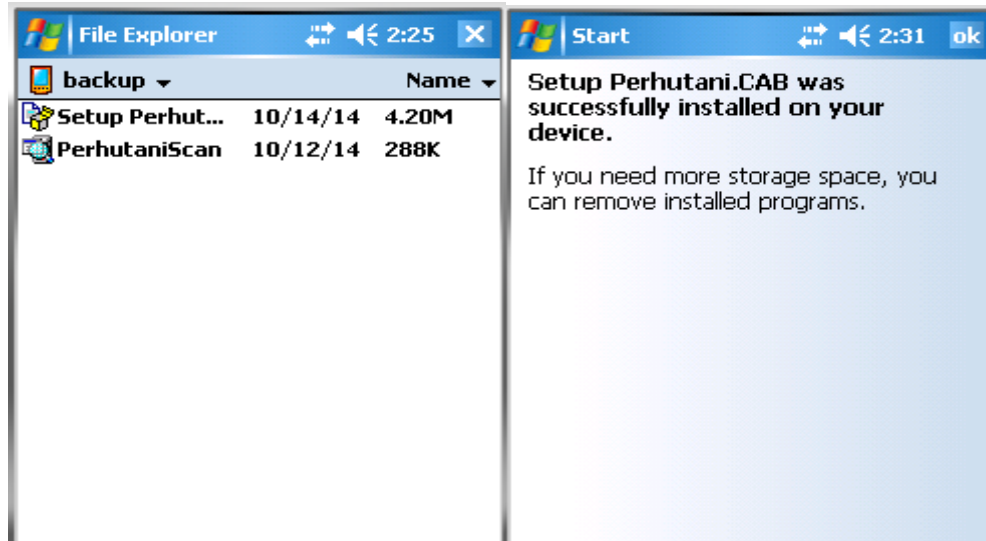 File Explorer 2:25
backup Name
Setup Perhut... 10/14/14 4.20M
PerhutaniScan 10/12/14 288K
Start 2:31 ok
Setup Perhutani.CAB was
successfully installed on your
device.
If you need more storage space, you
can remove installed programs.